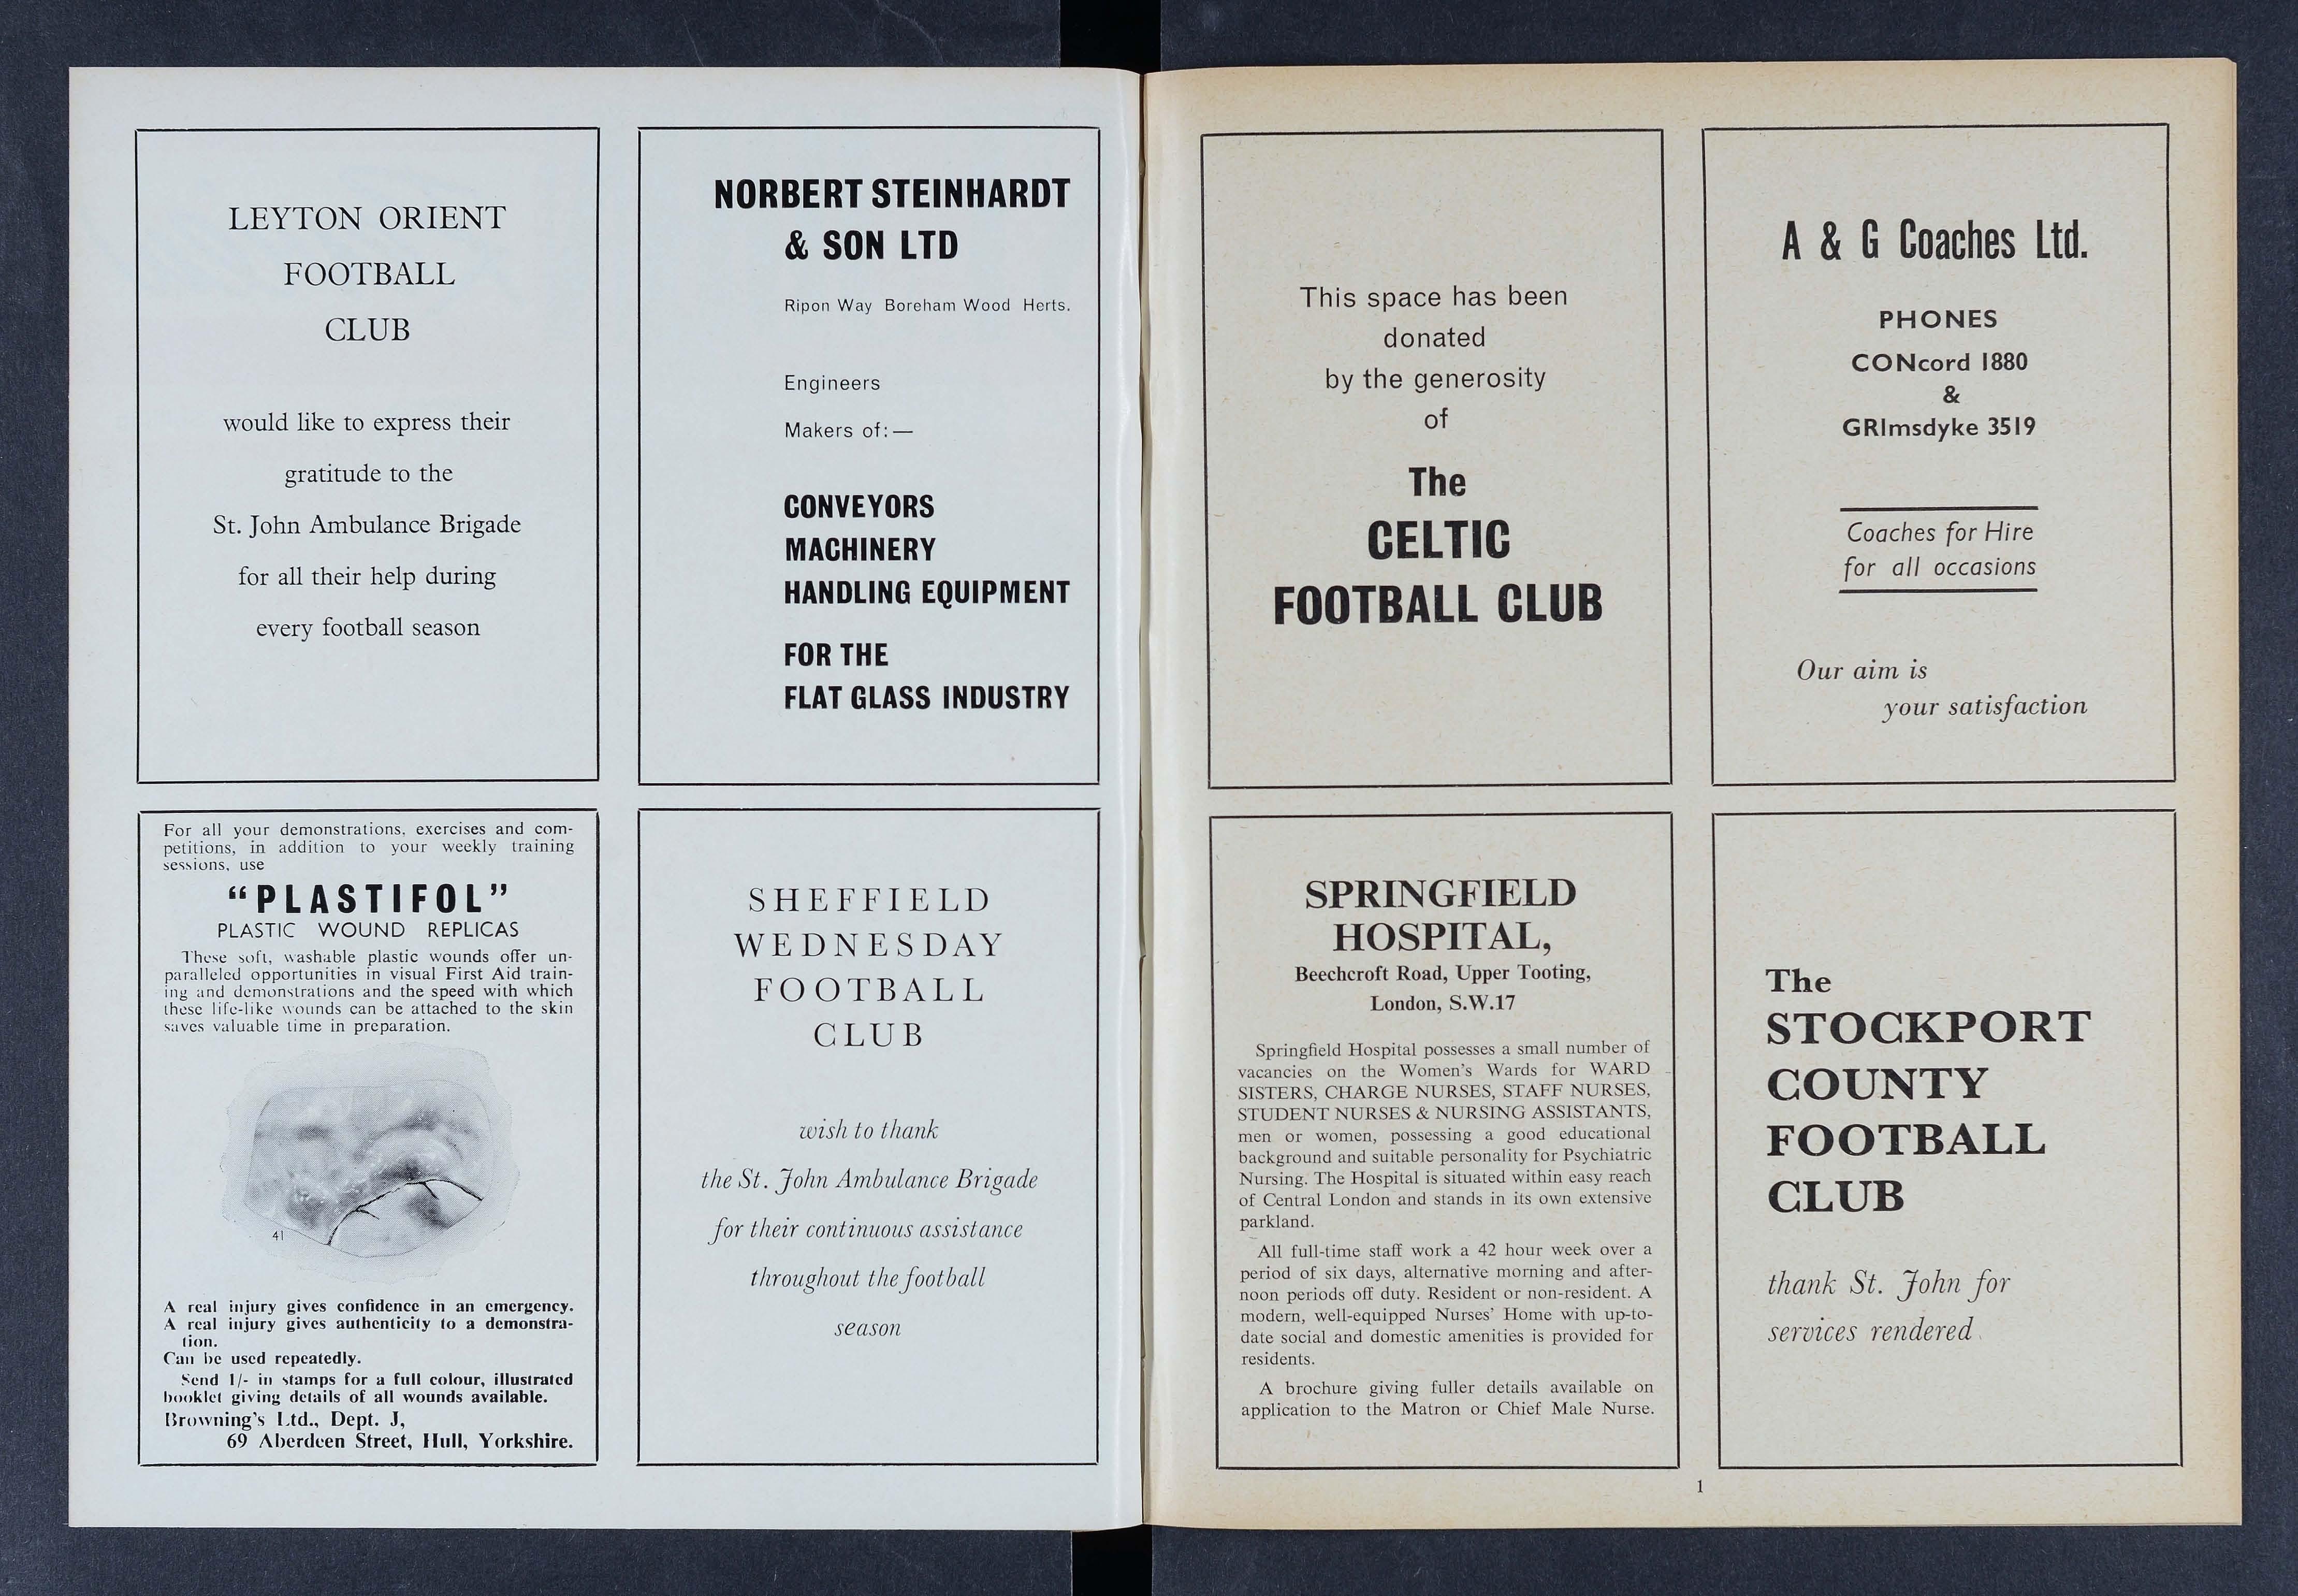 LEYTON ORIENT
FOOTBALL
CLUB
would like to express their
gratitude to the
St. John Ambulance Brigade
for all their help during
every football season
NORBERT STEINHARDT
& SON LTD
Ripon Way Boreham Wood Herts.
Engineers
Makers of:—
CONVEYORS
MACHINERY
HANDLING EQUIPMENT
FOR THE
FLAT GLASS INDUSTRY
For all your demonstrations, exercises and com-
petitions, in addition to your weekly training
sessions, use
“PLASTIFOL”
PLASTIC WOUND REPLICAS
These soft, washable plastic wounds offer un-
paralleled opportunities in visual First Aid train-
ing and demonstrations and the speed with which
these life-like wounds can be attached to the skin
saves valuable time in preparation.
41
A real injury gives confidence in an emergency.
A real injury gives authenticity to a demonstra-
tion.
Can be used repeatedly.
Send 1/- in stamps for a full colour, illustrated
booklet giving details of all wounds available.
Browning's Ltd., Dept. J,
69 Aberdeen Street, Hull, Yorkshire.
SHEFFIELD
WEDNESDAY
FOOTBALL
CLUB
wish to thank
the St. John Ambulance Brigade
for their continuous assistance
throughout the football
season
This space has been
donated
by the generosity
of
The
CELTIC
FOOTBALL CLUB
A & G Coaches Ltd.
PHONES
CONcord 1880
&
GRImsdyke 3519
Coaches for Hire
for all occasions
Our aim is
your satisfaction
SPRINGFIELD
HOSPITAL,
Beechcroft Road, Upper Tooting,
London, S.W.17
Springfield Hospital possesses a small number of
vacancies on the Women's Wards for WARD
SISTERS, CHARGE NURSES, STAFF NURSES,
STUDENT NURSES & NURSING ASSISTANTS,
men or women, possessing a good educational
background and suitable personality for Psychiatric
Nursing. The Hospital is situated within easy reach
of Central London and stands in its own extensive
parkland.
All full-time staff work a 42 hour week over a
period of six days, alternative morning and after-
noon periods off duty. Resident or non-resident. A
modern, well-equipped Nurses' Home with up-to-
date social and domestic amenities is provided for
residents.
A brochure giving fuller details available on
application to the Matron or Chief Male Nurse.
The
STOCKPORT
COUNTY
FOOTBALL
CLUB
thank St. John for
services rendered
1